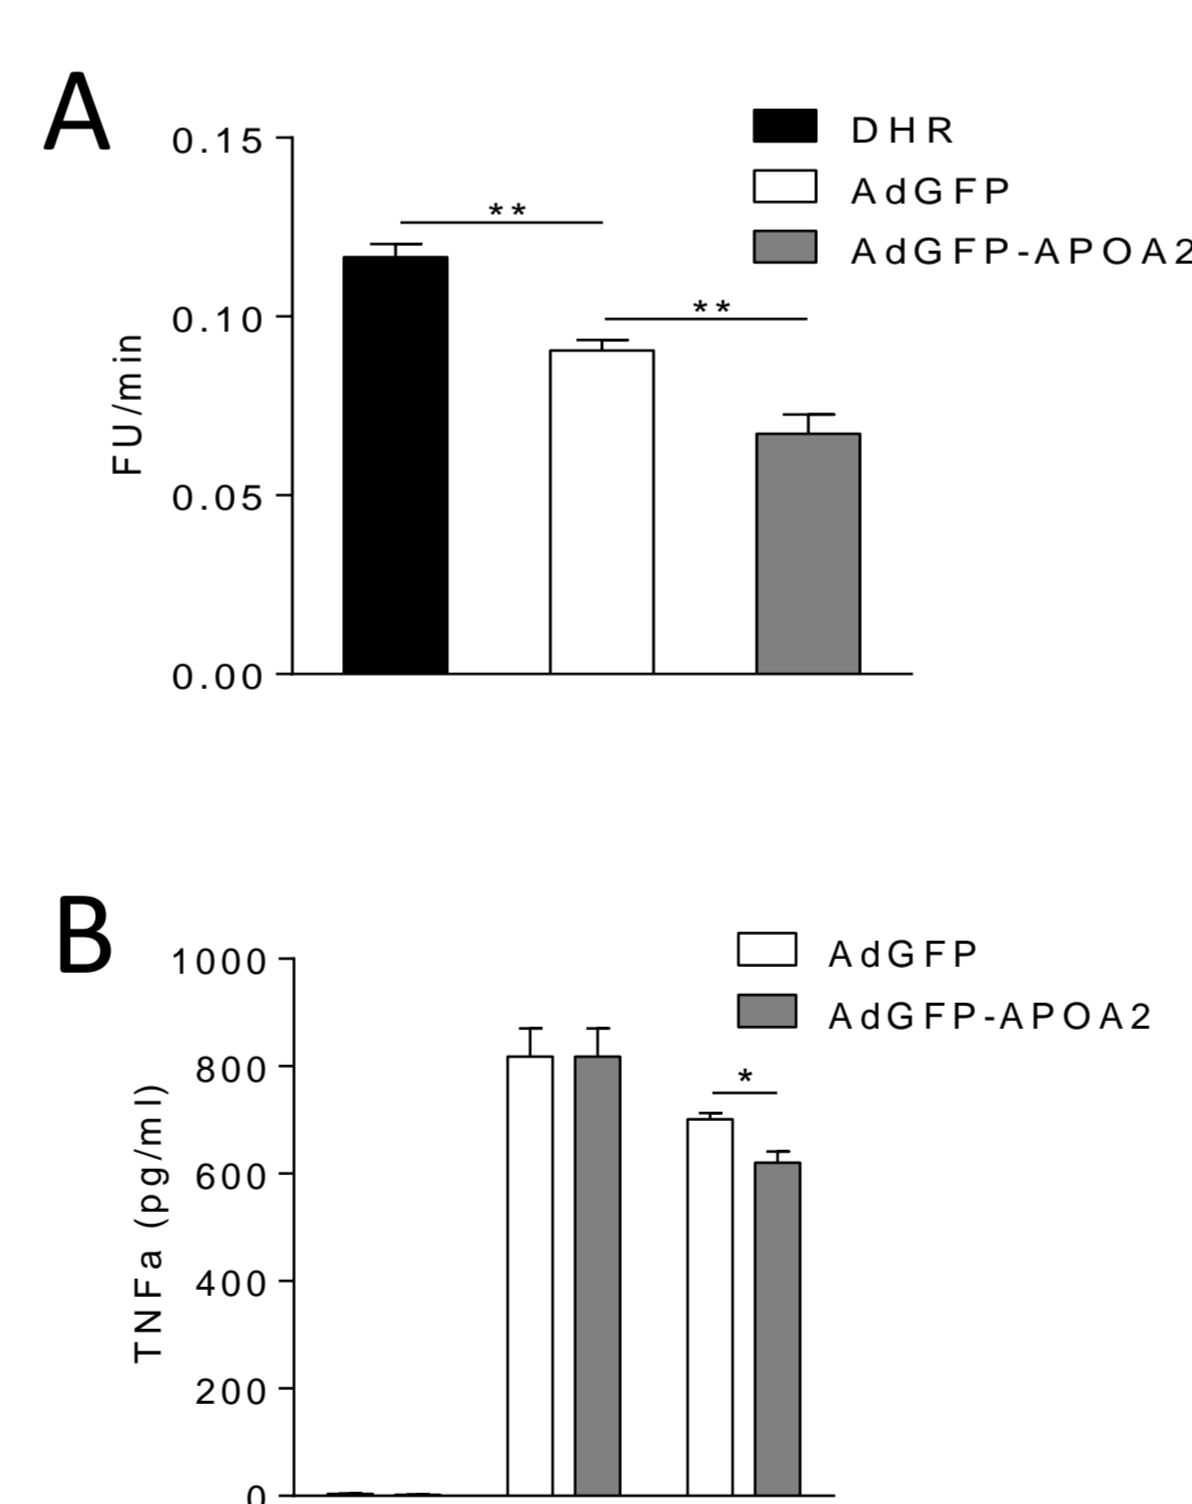 A
0.15
0.10
0.05
0.00
FU/min
**
**
DHR
AdGFP
AdGFP-APOA2
B
1000
800
600
400
200
0
TNFa (pg/ml)
*
AdGFP
AdGFP-APOA2